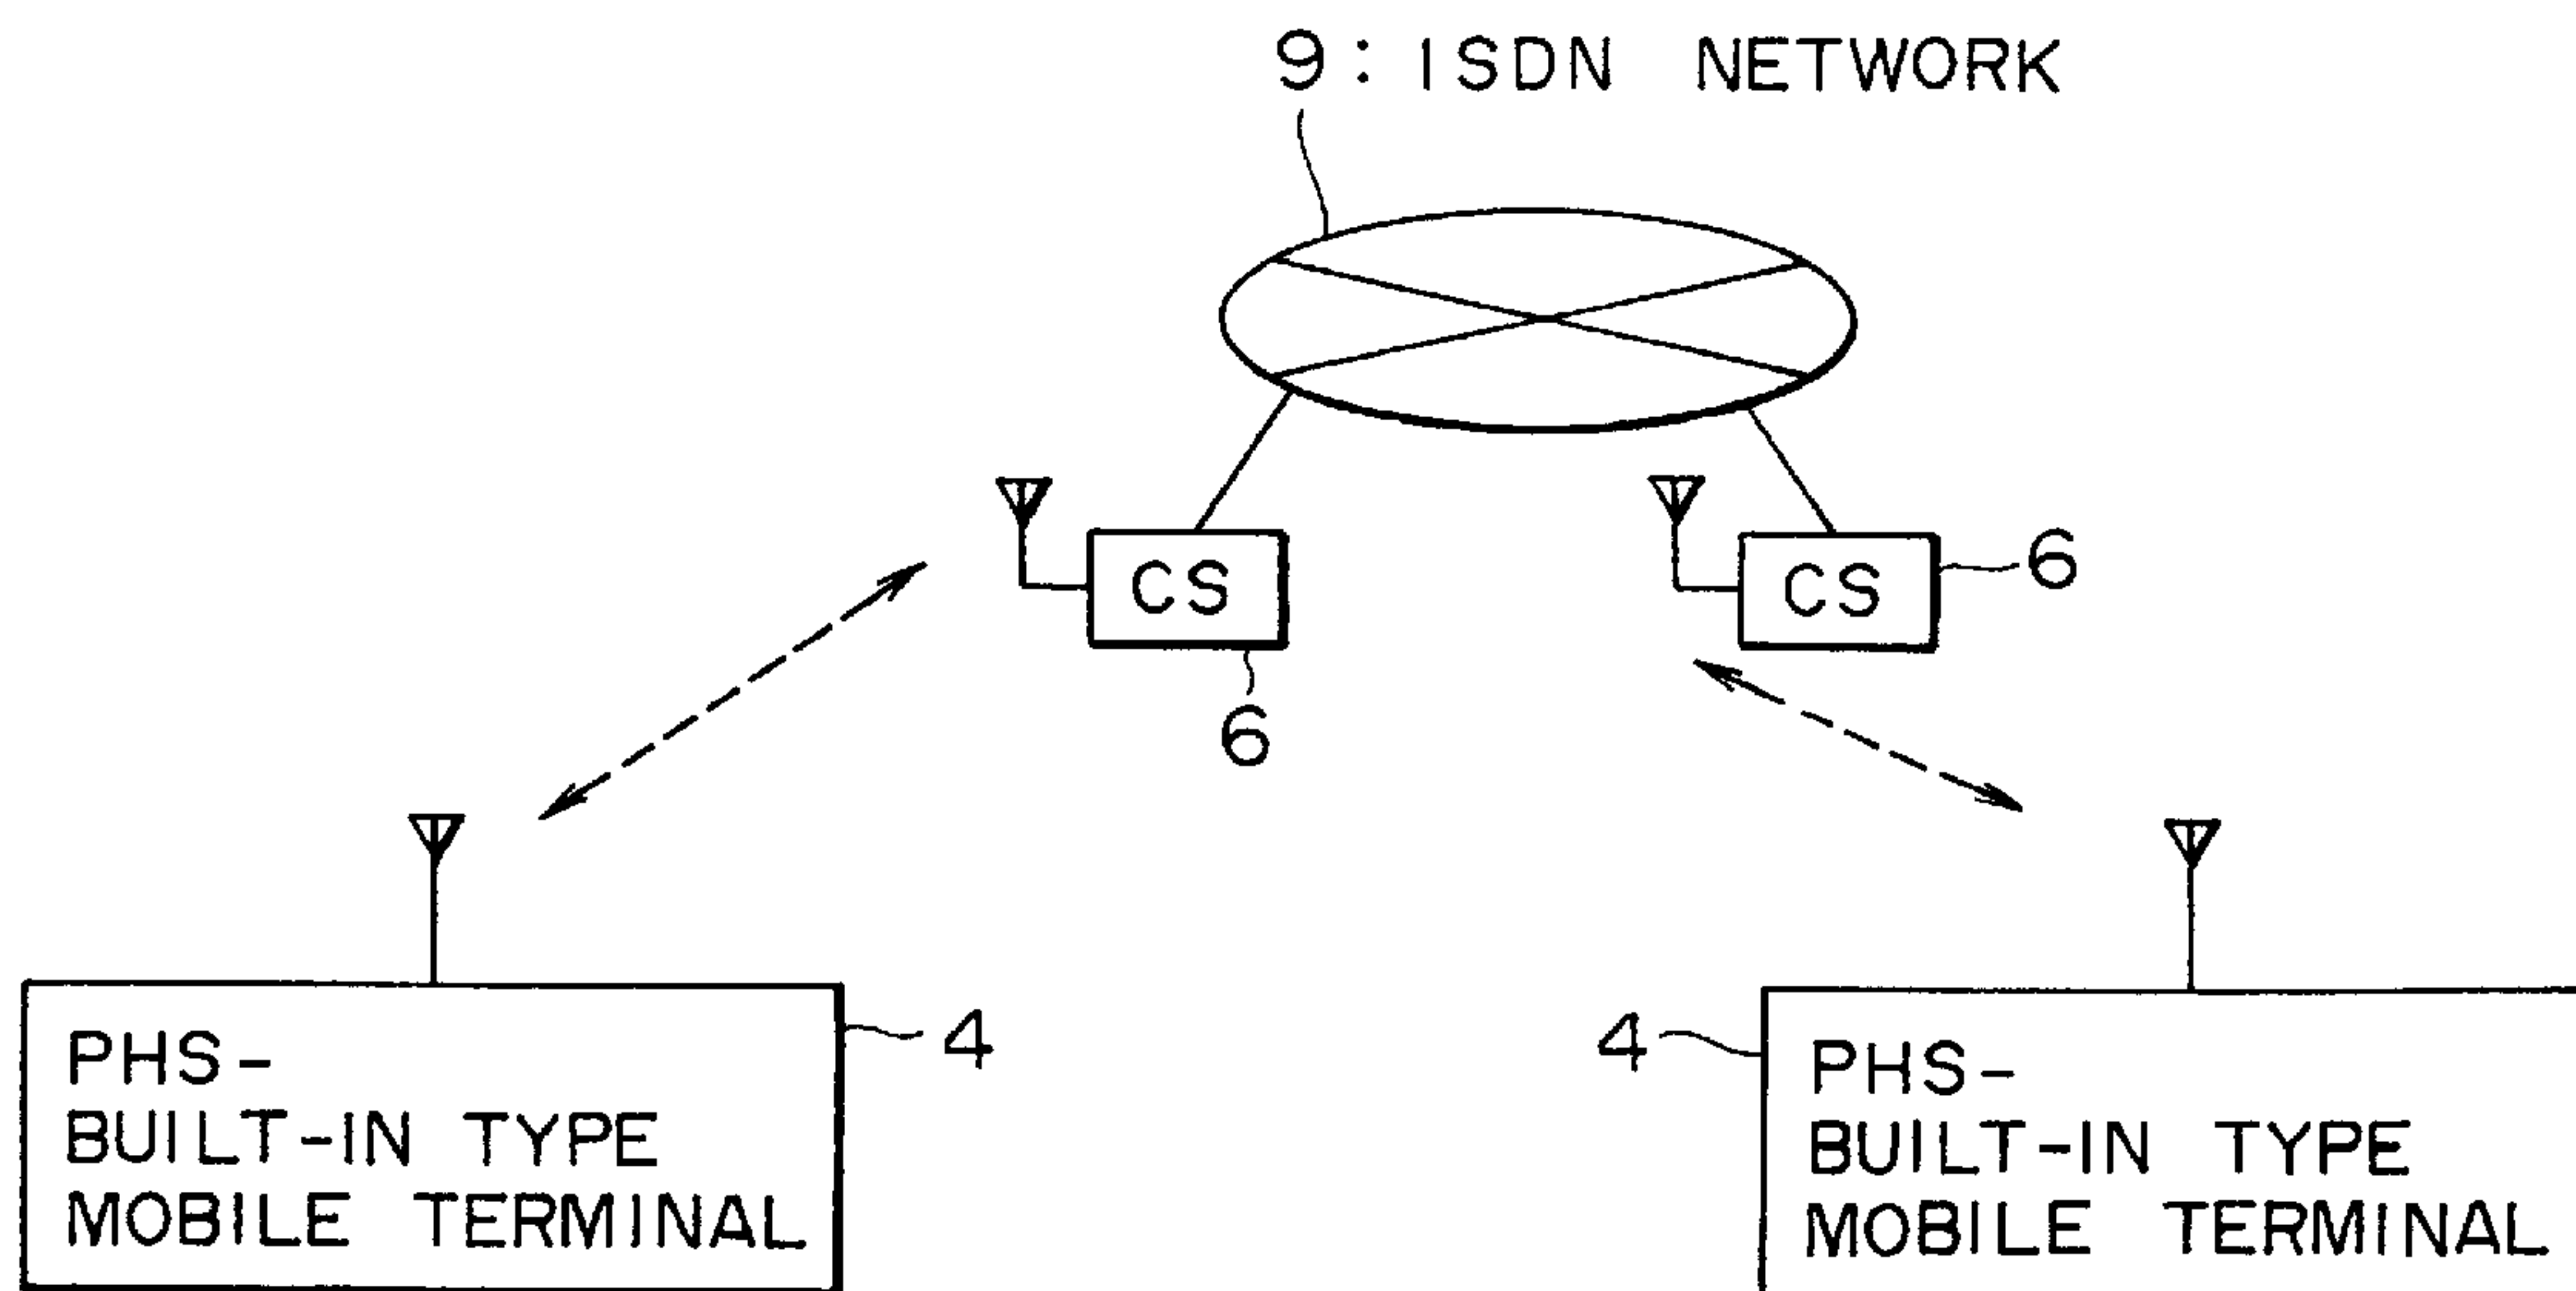 9: ISDN NETWORK
CS
CS
6
6
PHS-
BUILT-IN TYPE
MOBILE TERMINAL
4
4
PHS-
BUILT-IN TYPE
MOBILE TERMINAL